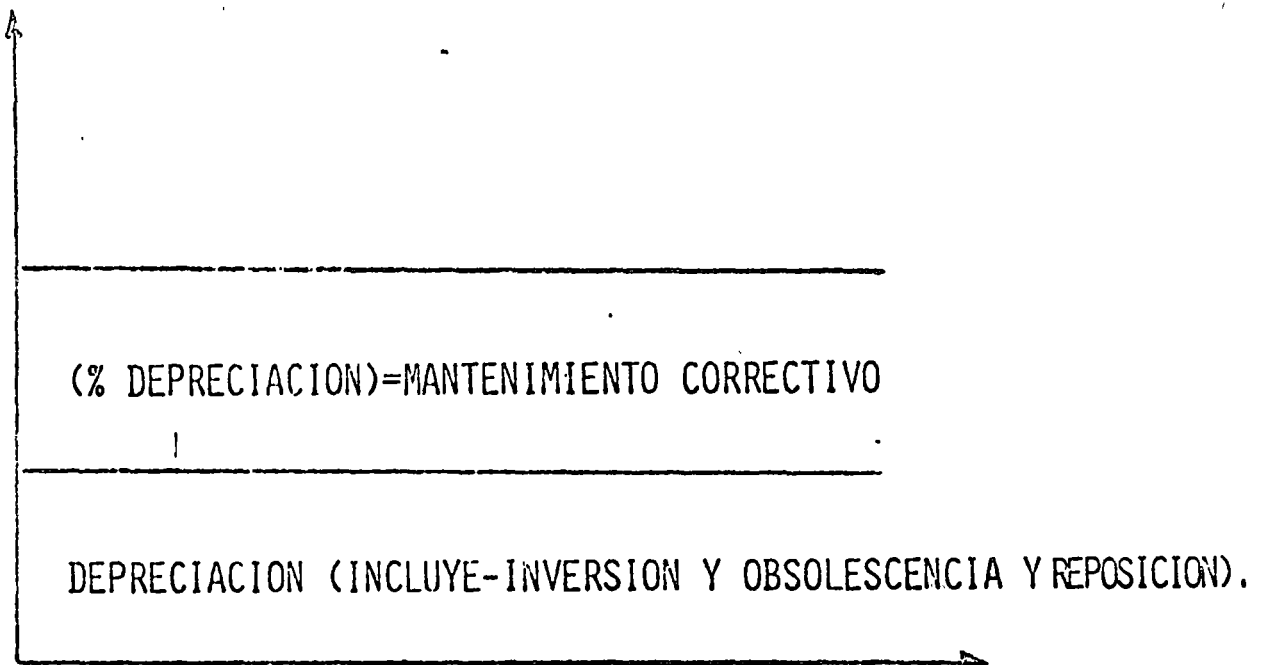 (% DEPRECIACION)=MANTENIMIENTO CORRECTIVO
DEPRECIACION (INCLUYE-INVERSION Y OBSOLESCENCIA Y REPOSICION).